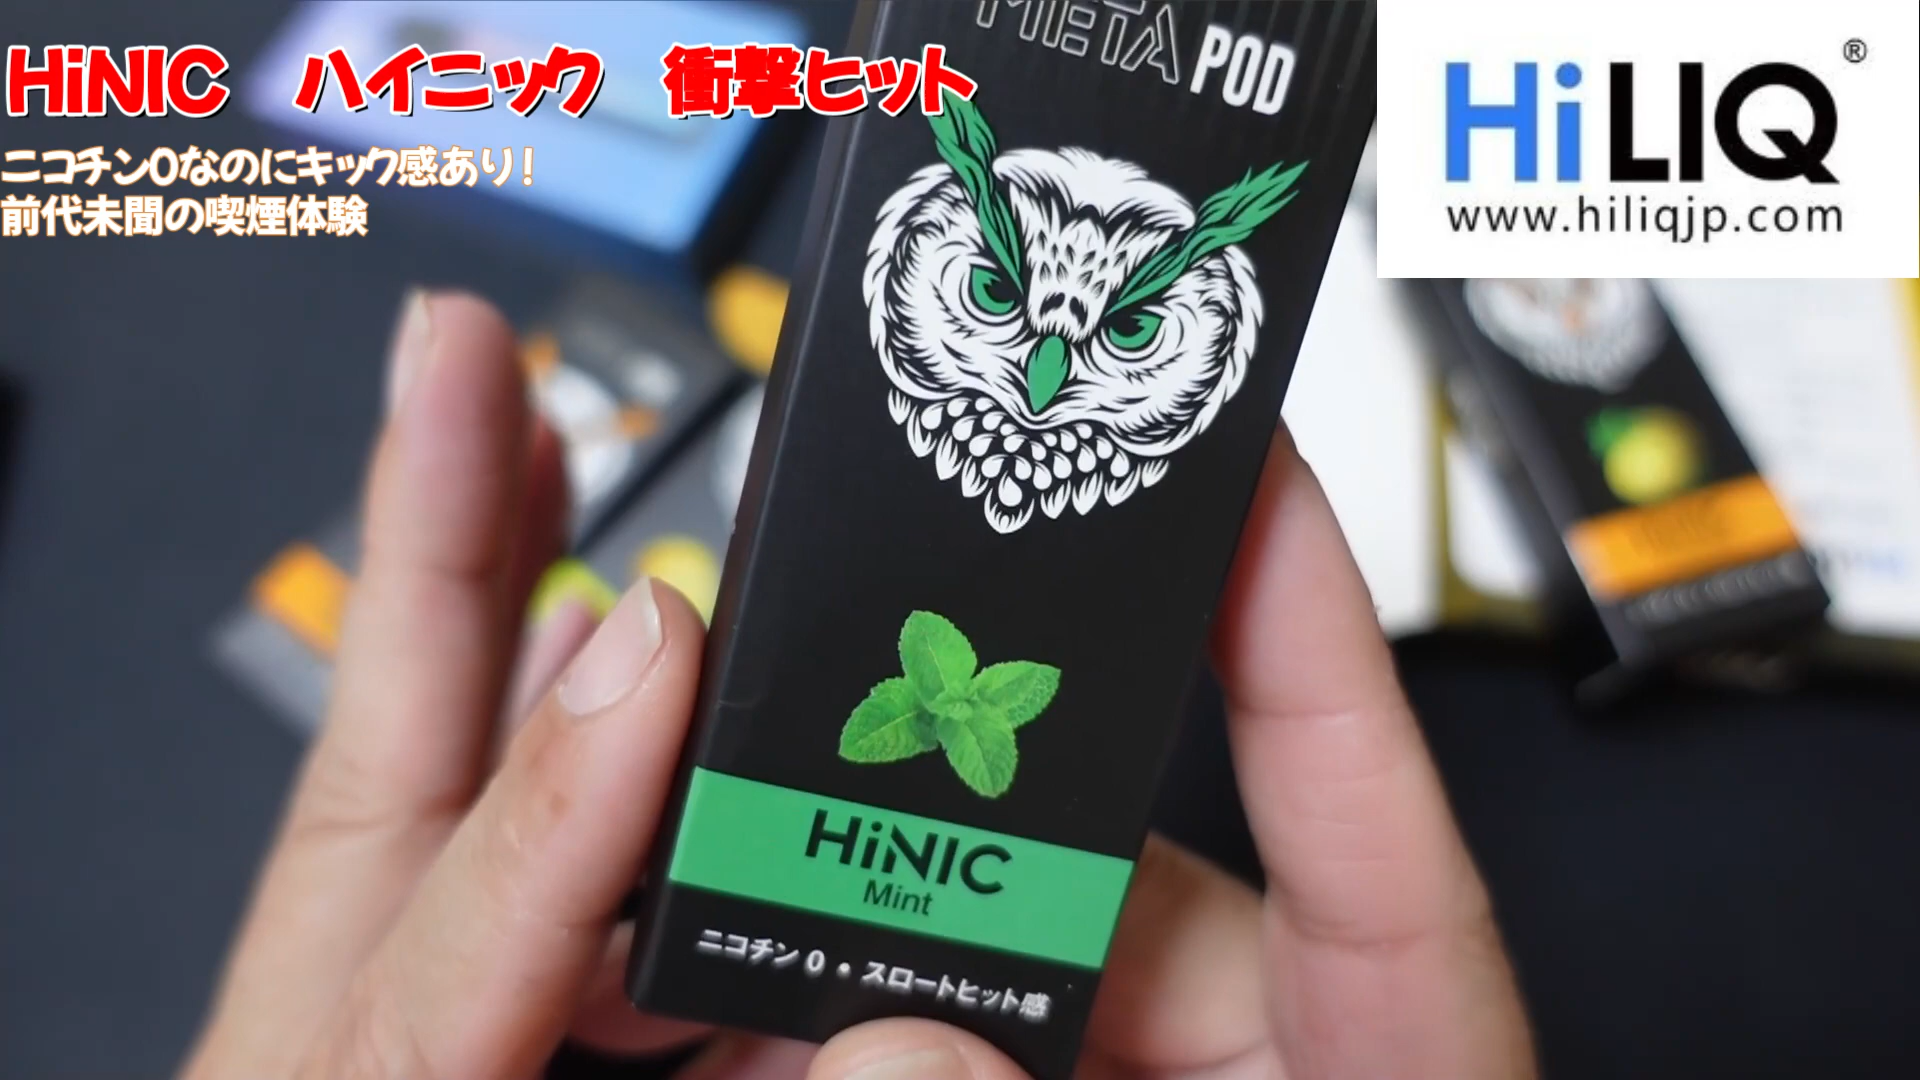 HiNIC ハイニック 衝撃ヒット
ニコチン0なのにキック感あり!
前代未聞の喫煙体験
META POD
HiLIQ®
www.hiliqjp.com
HiNIC
Mint
ニコチン0・スロートヒット感